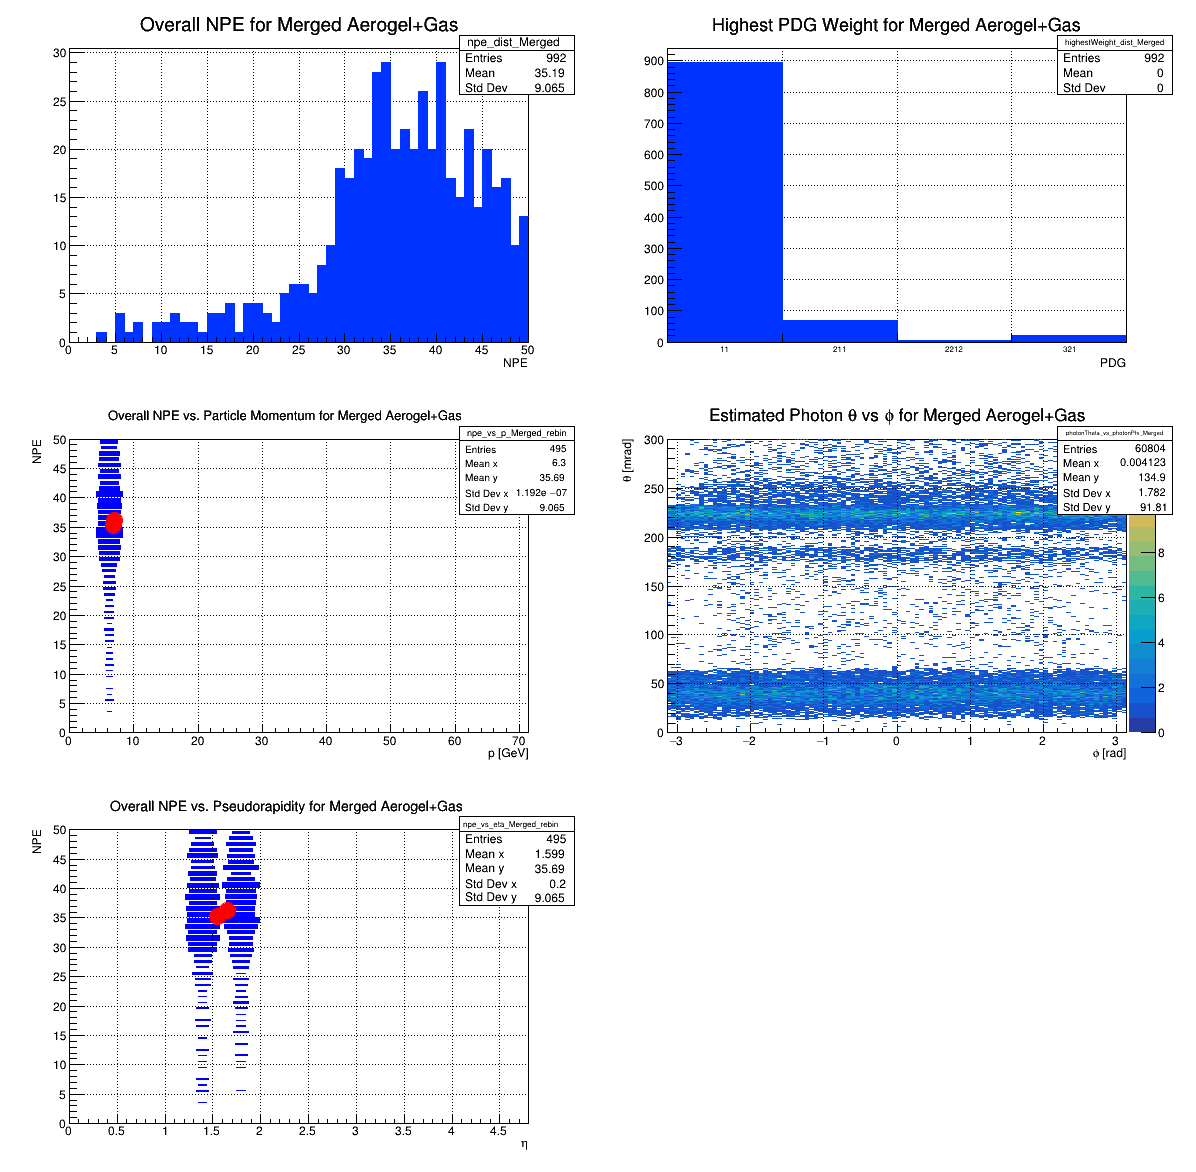 Overall NPE for Merged Aerogel+Gas
npe_dist_Merged
Entries 992
Mean 35.19
Std Dev 9.065
30
25
20
15
10
5
0
0 5 10 15 20 25 30 35 40 45 50
NPE
Highest PDG Weight for Merged Aerogel+Gas
highestWeight_dist_Merged
Entries 992
Mean 0
Std Dev 0
900
800
700
600
500
400
300
200
100
0
11 211 2212 321
PDG
Overall NPE vs. Particle Momentum for Merged Aerogel+Gas
npe_vs_p_Merged_rebin
Entries 495
Mean x 6.3
Mean y 35.69
Std Dev x 1.192e −07
Std Dev y 9.065
NPE
50
45
40
35
30
25
20
15
10
5
0
0 10 20 30 40 50 60 70
p [GeV]
Estimated Photon θ vs ϕ for Merged Aerogel+Gas
photonTheta_vs_photonPhi_Merged
Entries 60804
Mean x 0.004123
Mean y 134.9
Std Dev x 1.782
Std Dev y 91.81
θ [mrad]
300
250
200
150
100
50
0
−3 −2 −1 0 1 2 3
ϕ [rad]
8
6
4
2
0
Overall NPE vs. Pseudorapidity for Merged Aerogel+Gas
npe_vs_eta_Merged_rebin
Entries 495
Mean x 1.599
Mean y 35.69
Std Dev x 0.2
Std Dev y 9.065
NPE
50
45
40
35
30
25
20
15
10
5
0
0 0.5 1 1.5 2 2.5 3 3.5 4 4.5
η